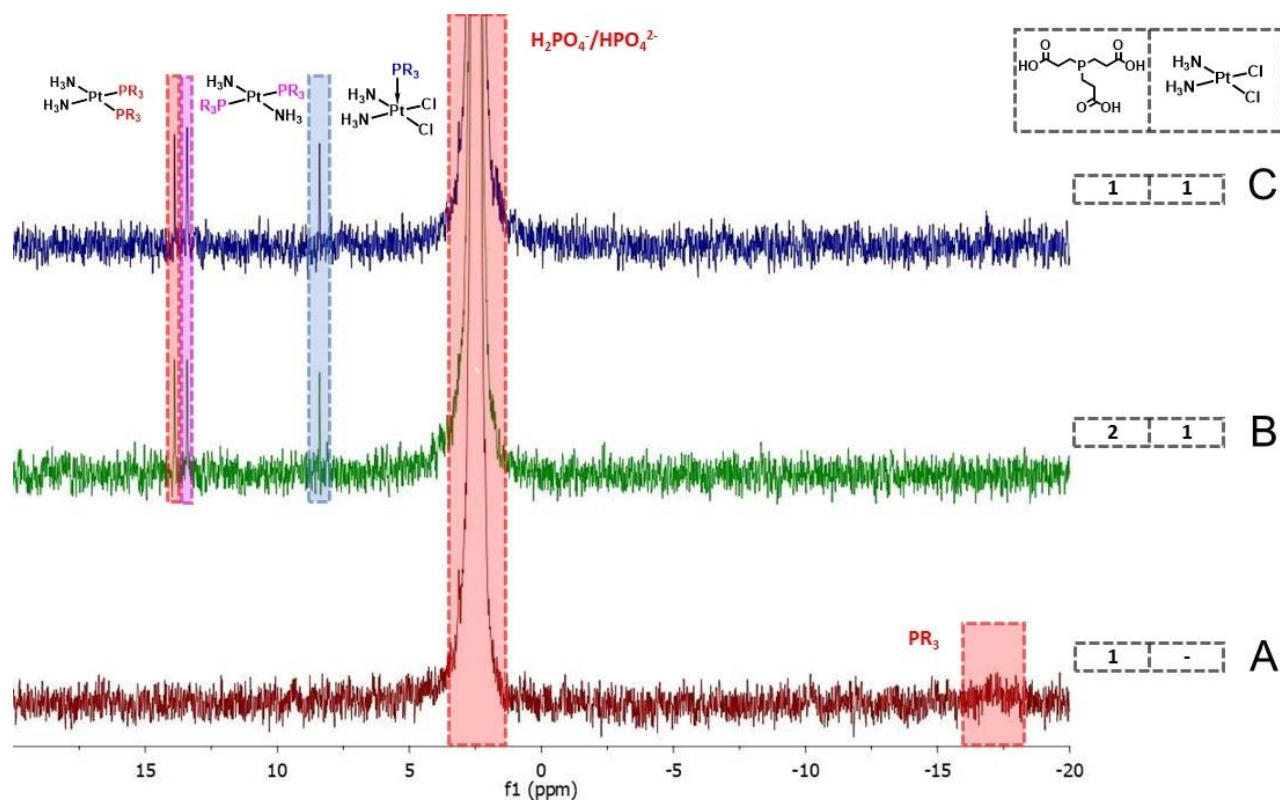 H₂PO₄⁻/HPO₄²⁻
H₃N PR₃
H₃N Pt PR₃
H₃N PR₃
R₃P Pt NH₃
PR₃
H₃N Cl
H₃N Pt Cl
O O
HO P OH
O OH
H₃N Cl
H₃N Pt Cl
1 1 C
2 1 B
PR₃
1 - A
15 10 5 0 -5 -10 -15 -20
f1 (ppm)